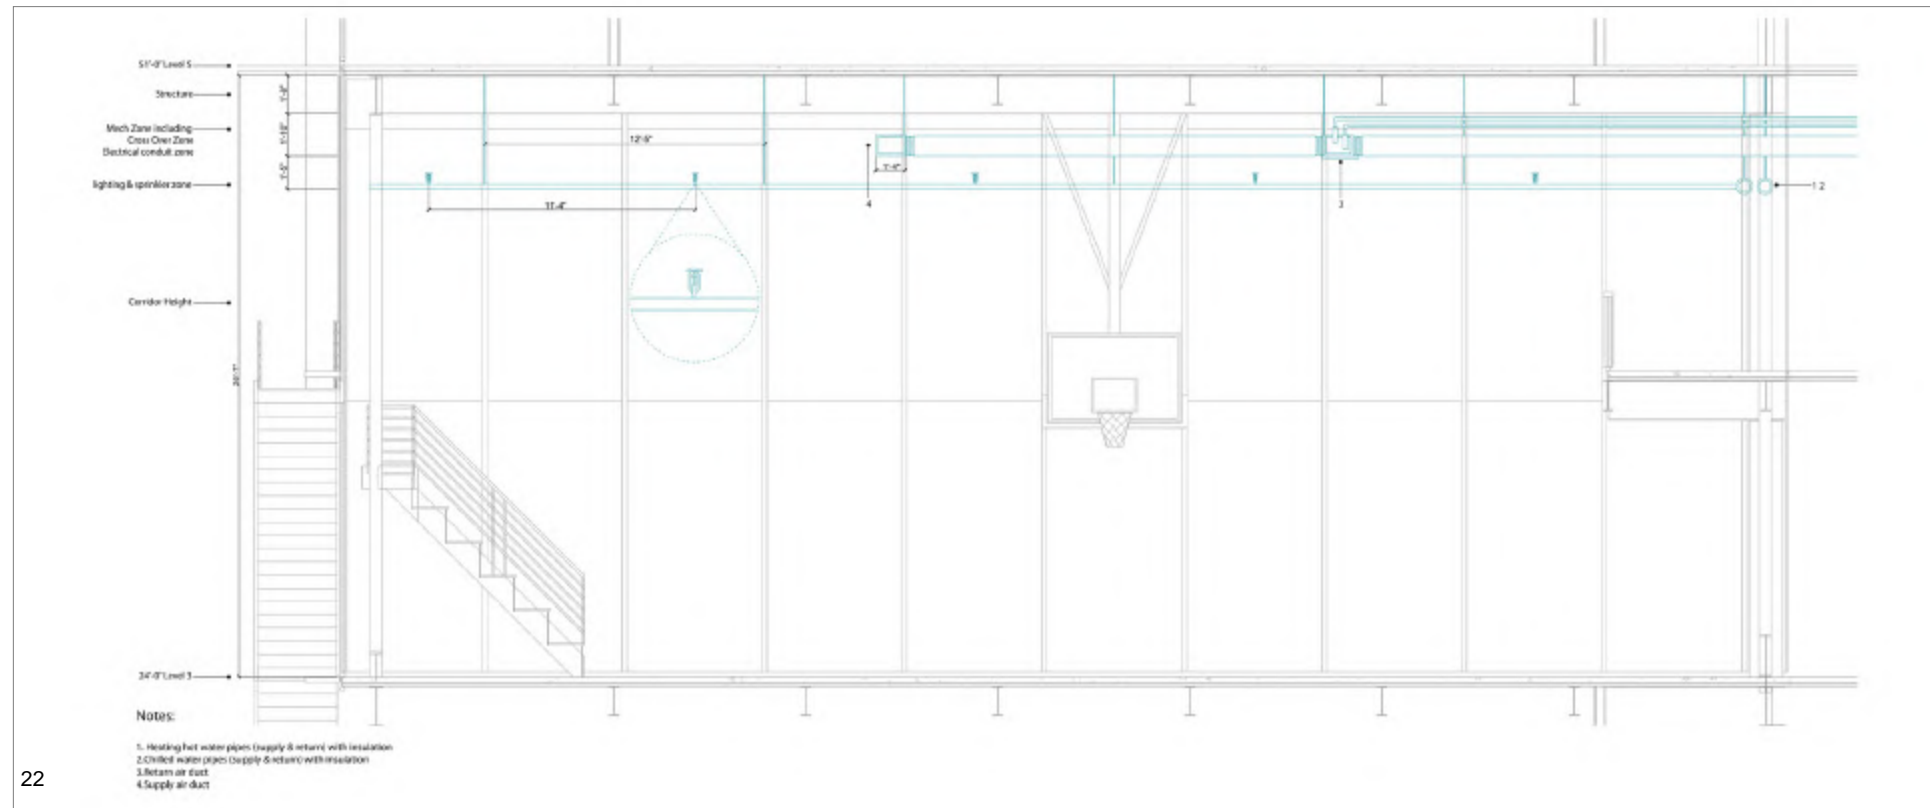 51'-0" Level 5
Structure
Mech Zone including
Cross Over Zone
Electrical conduit zone
lighting & sprinkler zone
Corridor Height
24'-0" Level 3
12'-6"
11'-4"
1'-4"
4
3
1 2
Notes:
1. Heating hot water pipes (supply & return) with insulation
2.Chilled water pipes (supply & return) with insulation
3.Return air duct
4.Supply air duct
22